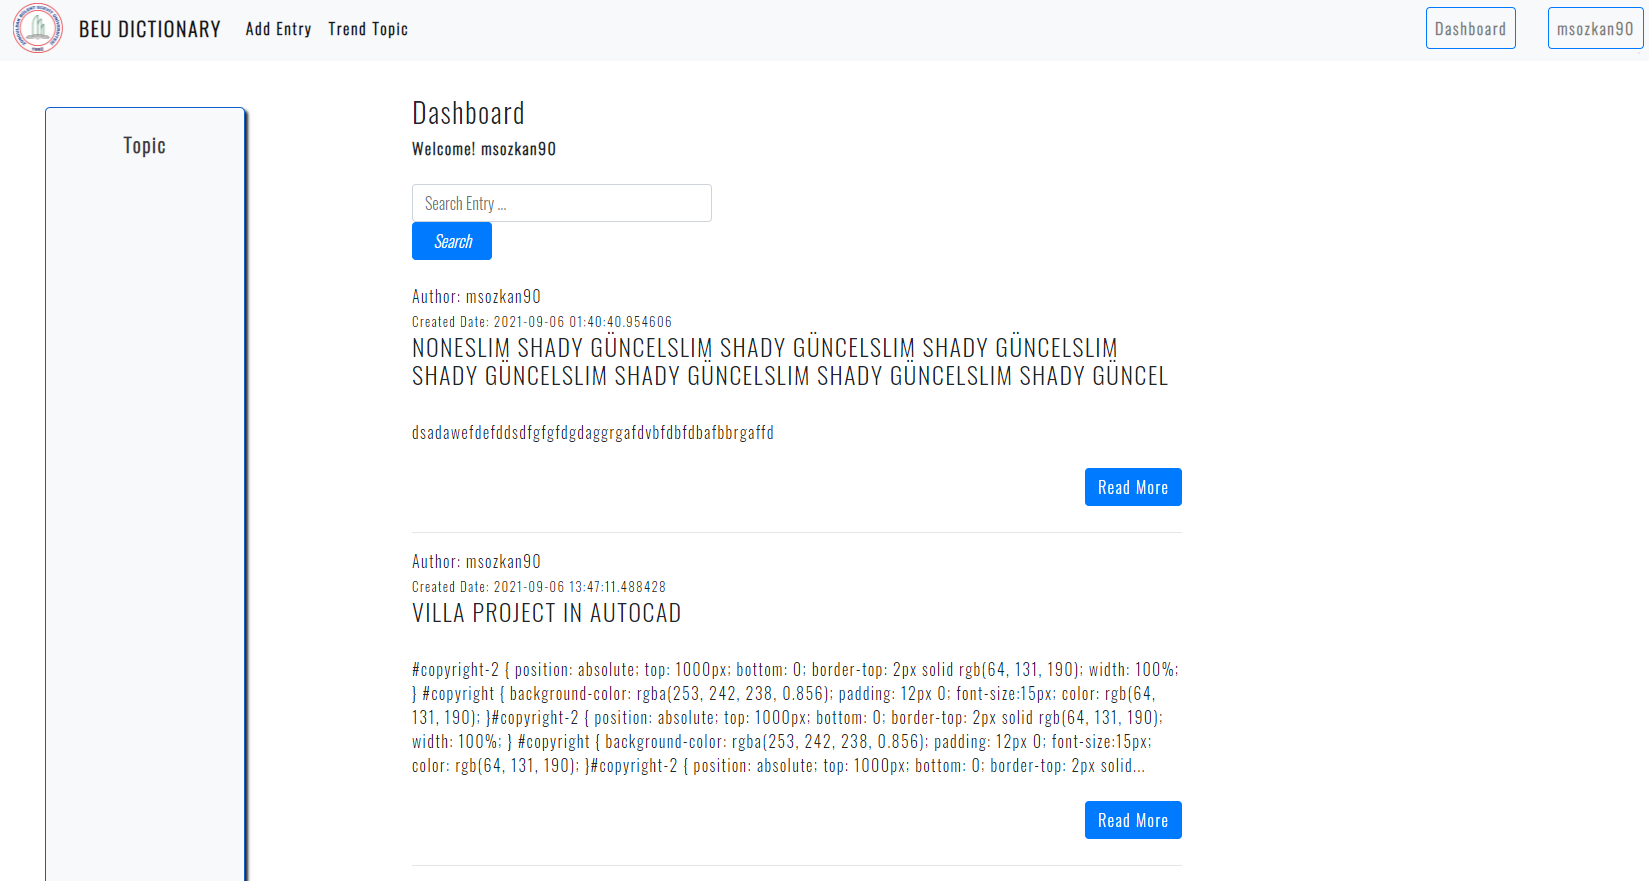 BEU DICTIONARY Add Entry Trend Topic Dashboard msozkan90
Topic
Dashboard
Welcome! msozkan90
Search Entry ...
Search
Author: msozkan90
Created Date: 2021-09-06 01:40:40.954606
NONESLIM SHADY GÜNCELSLIM SHADY GÜNCELSLIM SHADY GÜNCELSLIM
SHADY GÜNCELSLIM SHADY GÜNCELSLIM SHADY GÜNCELSLIM SHADY GÜNCEL
dsadawefdefddsdfgfgfdgdaggrgafdvbfdbfdbafbbrgaffd
Read More
Author: msozkan90
Created Date: 2021-09-06 13:47:11.488428
VILLA PROJECT IN AUTOCAD
#copyright-2 { position: absolute; top: 1000px; bottom: 0; border-top: 2px solid rgb(64, 131, 190); width: 100%;
} #copyright { background-color: rgba(253, 242, 238, 0.856); padding: 12px 0; font-size:15px; color: rgb(64,
131, 190); }#copyright-2 { position: absolute; top: 1000px; bottom: 0; border-top: 2px solid rgb(64, 131, 190);
width: 100%; } #copyright { background-color: rgba(253, 242, 238, 0.856); padding: 12px 0; font-size:15px;
color: rgb(64, 131, 190); }#copyright-2 { position: absolute; top: 1000px; bottom: 0; border-top: 2px solid...
Read More